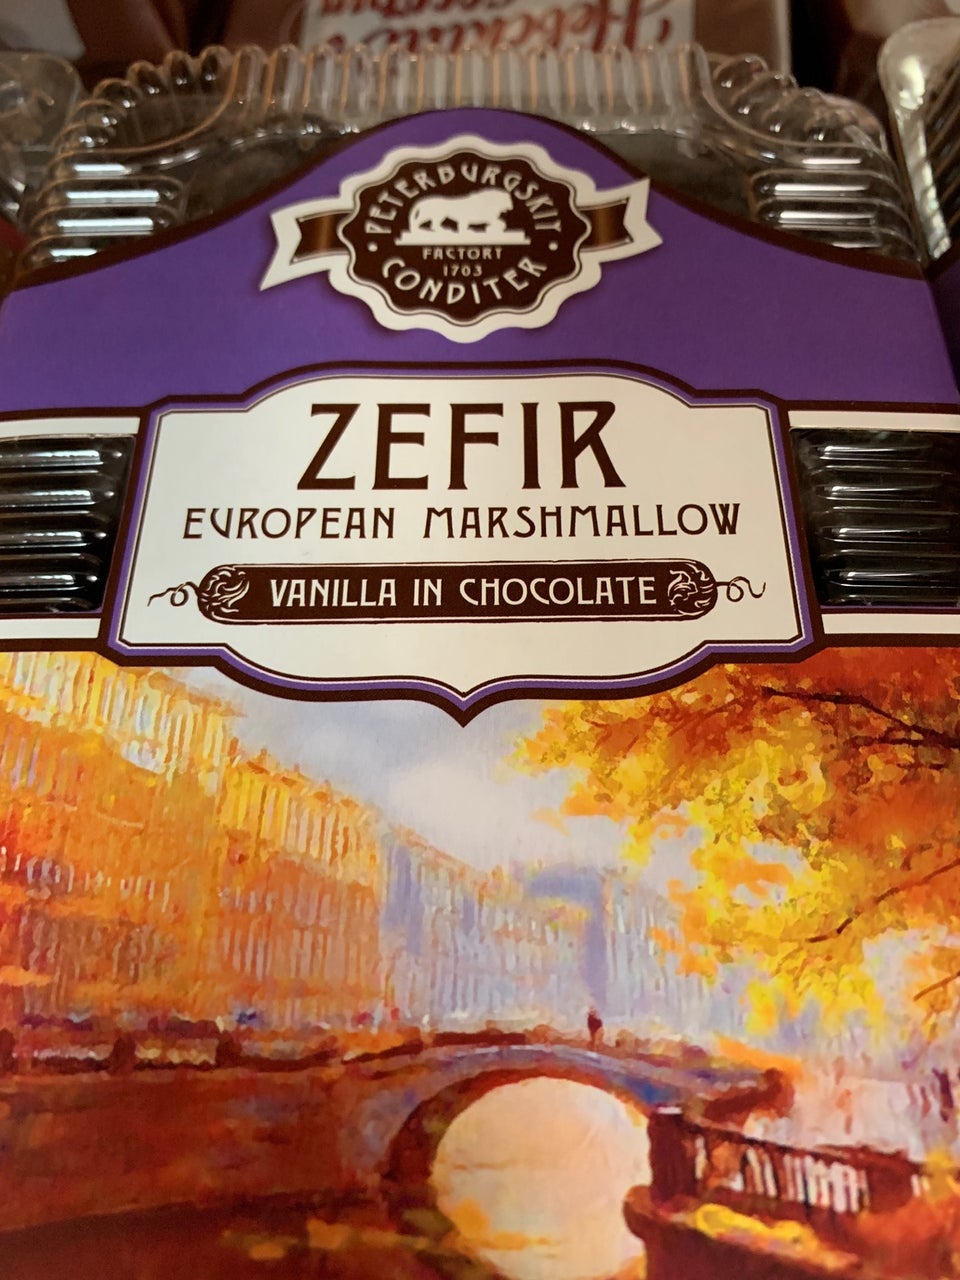 PETERBURGSKIY
FACTORY
1703
CONDITER
ZEFIR
EUROPEAN MARSHMALLOW
VANILLA IN CHOCOLATE